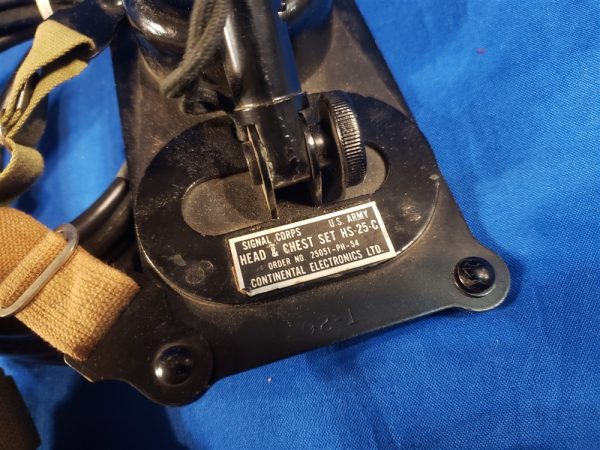 SIGNAL CORPS U.S. ARMY
HEAD & CHEST SET HS-25-C
ORDER NO. 25051-PH-54
CONTINENTAL ELECTRONICS LTD.